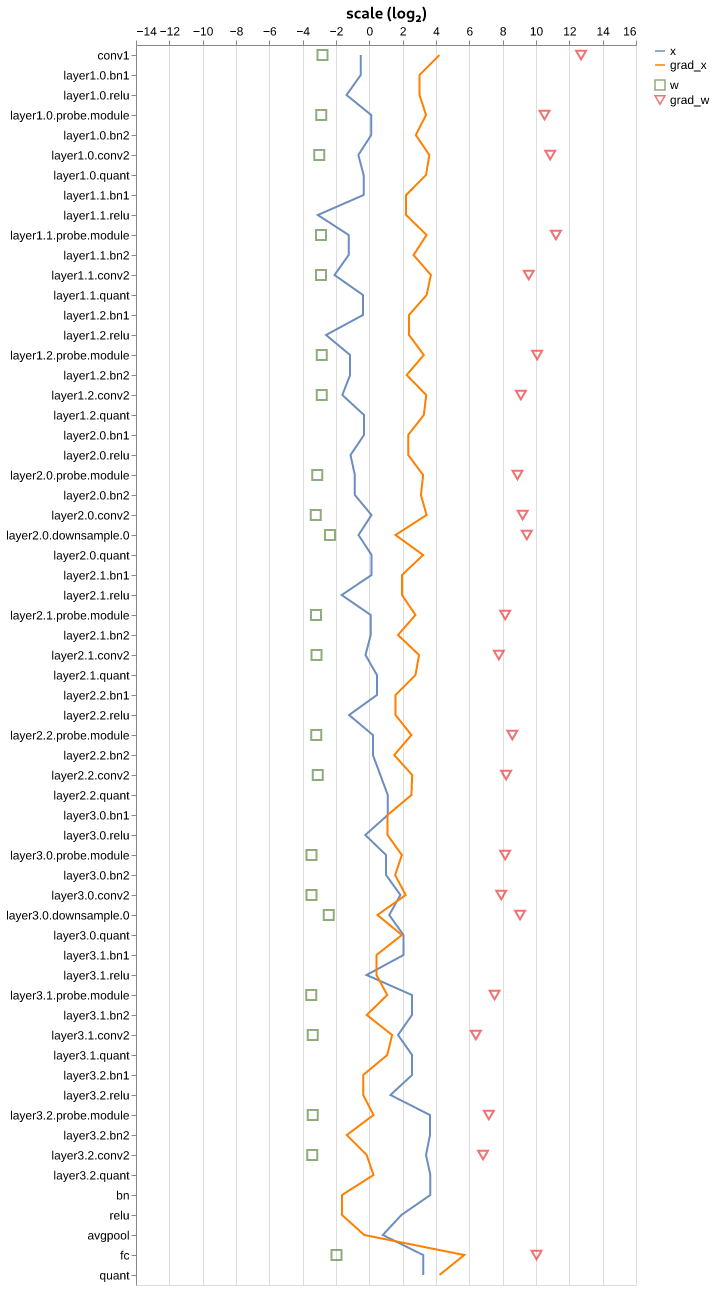 scale (log₂)
−14 −12 −10 −8 −6 −4 −2 0 2 4 6 8 10 12 14 16
x
grad_x
w
grad_w
conv1
layer1.0.bn1
layer1.0.relu
layer1.0.probe.module
layer1.0.bn2
layer1.0.conv2
layer1.0.quant
layer1.1.bn1
layer1.1.relu
layer1.1.probe.module
layer1.1.bn2
layer1.1.conv2
layer1.1.quant
layer1.2.bn1
layer1.2.relu
layer1.2.probe.module
layer1.2.bn2
layer1.2.conv2
layer1.2.quant
layer2.0.bn1
layer2.0.relu
layer2.0.probe.module
layer2.0.bn2
layer2.0.conv2
layer2.0.downsample.0
layer2.0.quant
layer2.1.bn1
layer2.1.relu
layer2.1.probe.module
layer2.1.bn2
layer2.1.conv2
layer2.1.quant
layer2.2.bn1
layer2.2.relu
layer2.2.probe.module
layer2.2.bn2
layer2.2.conv2
layer2.2.quant
layer3.0.bn1
layer3.0.relu
layer3.0.probe.module
layer3.0.bn2
layer3.0.conv2
layer3.0.downsample.0
layer3.0.quant
layer3.1.bn1
layer3.1.relu
layer3.1.probe.module
layer3.1.bn2
layer3.1.conv2
layer3.1.quant
layer3.2.bn1
layer3.2.relu
layer3.2.probe.module
layer3.2.bn2
layer3.2.conv2
layer3.2.quant
bn
relu
avgpool
fc
quant